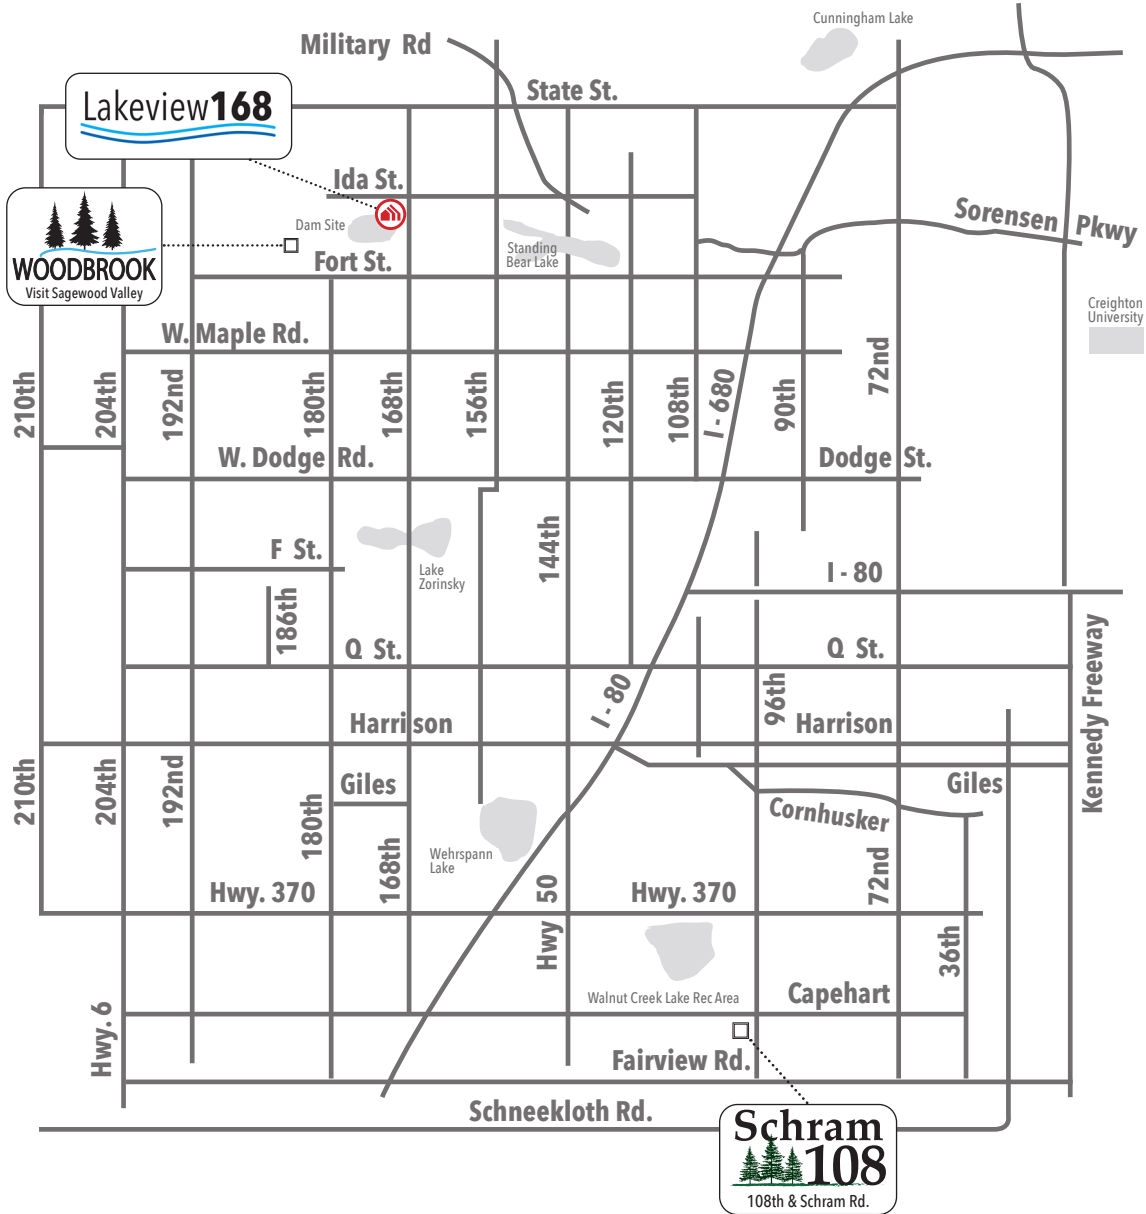 Cunningham Lake
Military Rd
State St.
Lakeview168
Ida St.
Dam Site
WOODBROOK
Visit Sagewood Valley
Fort St.
Standing
Bear Lake
Sorensen Pkwy
Creighton
University
W. Maple Rd.
210th
204th
192nd
180th
168th
156th
120th
108th
I - 680
90th
72nd
W. Dodge Rd.
Dodge St.
F St.
Lake
Zorinsky
144th
I - 80
186th
Q St.
Q St.
I - 80
96th
Kennedy Freeway
Harrison
Harrison
210th
204th
192nd
180th
Giles
168th
Giles
Cornhusker
Wehrspann
Lake
Hwy. 370
Hwy 50
Hwy. 370
72nd
36th
Walnut Creek Lake Rec Area
Capehart
Hwy. 6
Fairview Rd.
Schneekloth Rd.
Schram
108
108th & Schram Rd.